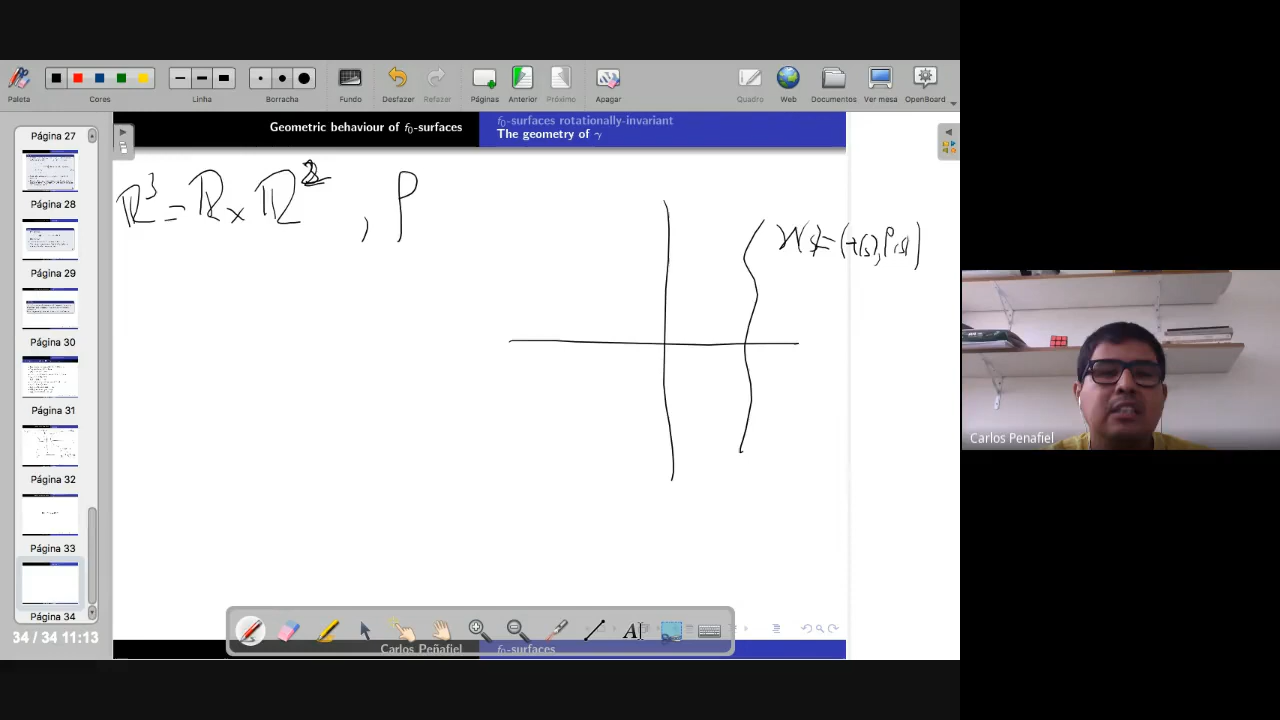 Paleta Cores Linha Borracha Fundo Desfazer Refazer Páginas Anterior Próximo Apagar Quadro Web Documentos Ver mesa OpenBoard
Geometric behaviour of f₀-surfaces
f₀-surfaces rotationally-invariant
The geometry of γ
Página 27
Página 28
Página 29
Página 30
Página 31
Página 32
Página 33
Página 34
34 / 34 11:13
ℝ³ = ℝ × ℝ² , ρ
γ(s)=(t(s), ρ(s))
A
Carlos Peñafiel
f₀-surfaces
Carlos Penafiel